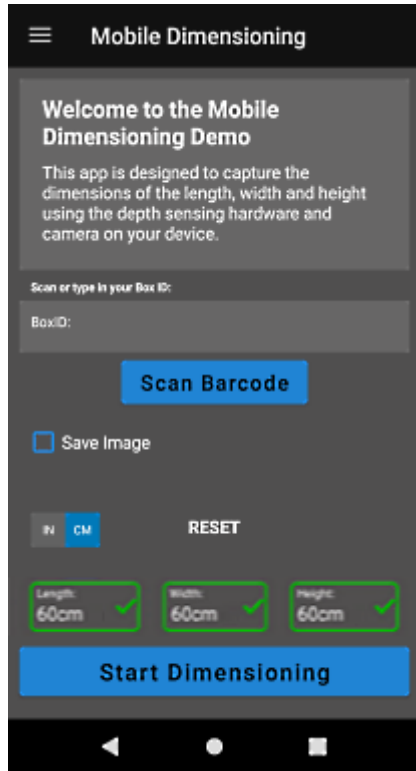 Mobile Dimensioning
Welcome to the Mobile
Dimensioning Demo
This app is designed to capture the
dimensions of the length, width and height
using the depth sensing hardware and
camera on your device.
Scan or type in your Box ID:
BoxID:
Scan Barcode
Save Image
IN CM RESET
Length: Width: Height:
60cm 60cm 60cm
Start Dimensioning